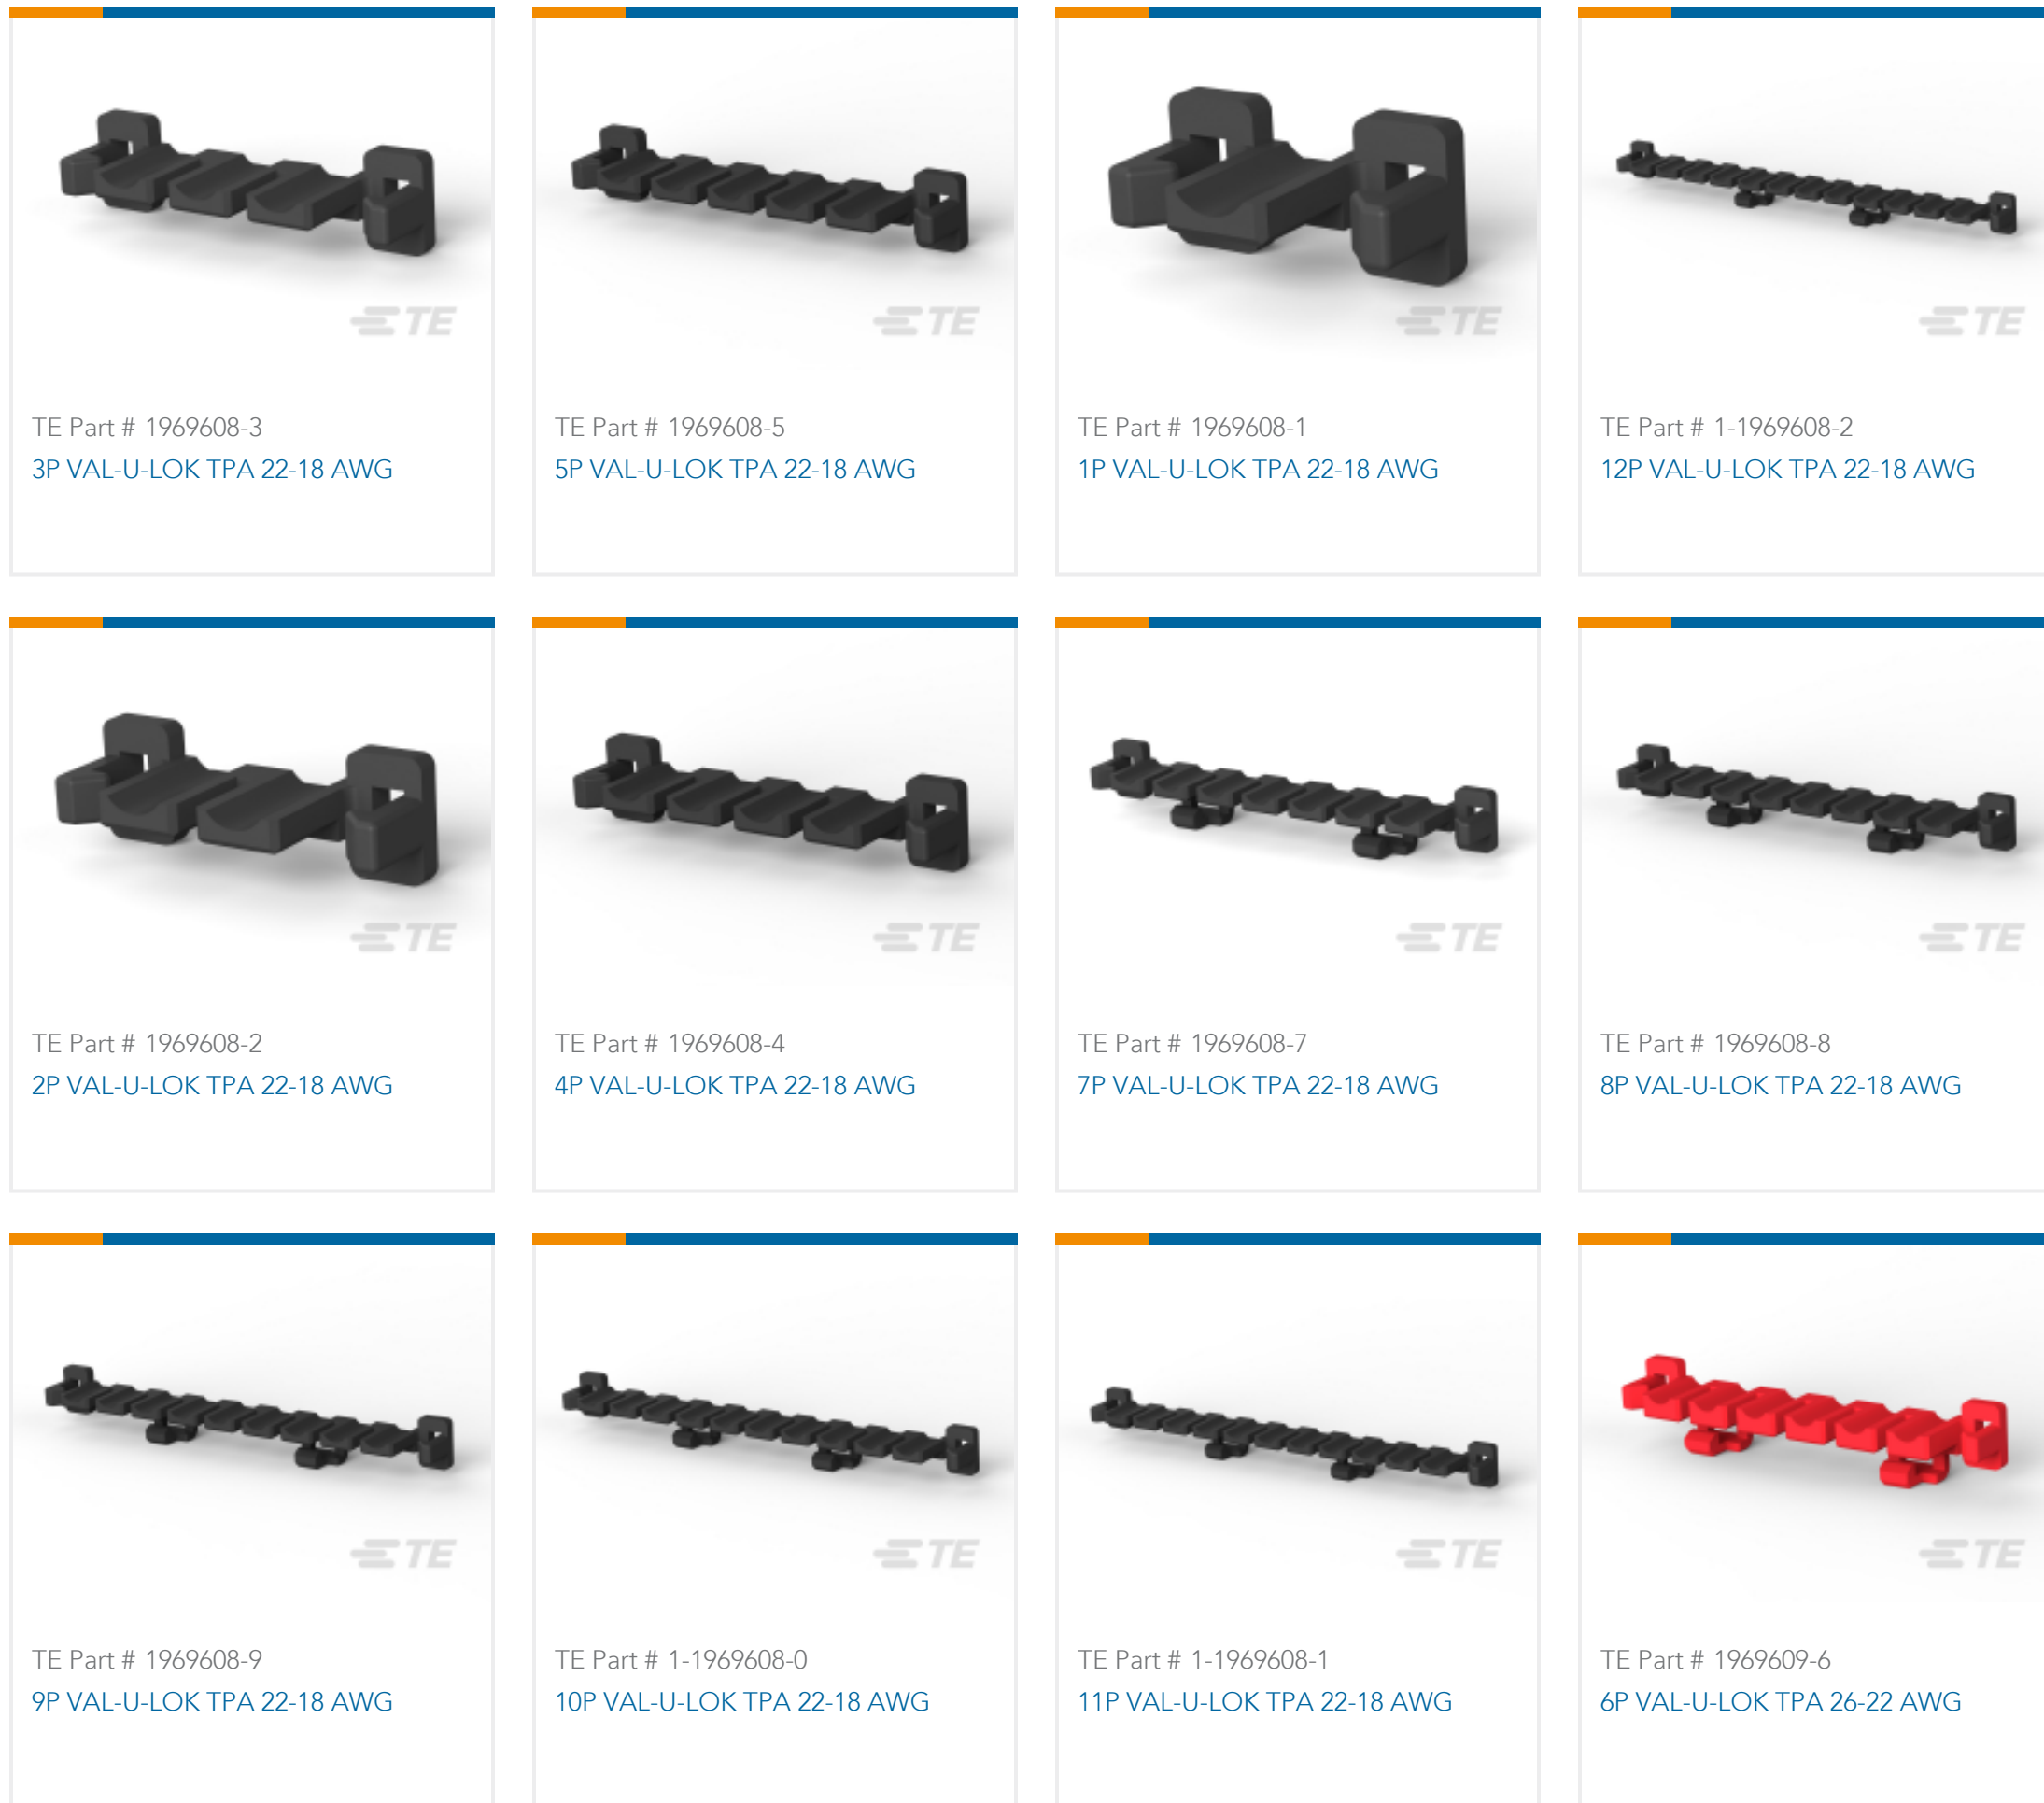 TE
TE Part # 1969608-3
3P VAL-U-LOK TPA 22-18 AWG
TE
TE Part # 1969608-5
5P VAL-U-LOK TPA 22-18 AWG
TE
TE Part # 1969608-1
1P VAL-U-LOK TPA 22-18 AWG
TE
TE Part # 1-1969608-2
12P VAL-U-LOK TPA 22-18 AWG
TE
TE Part # 1969608-2
2P VAL-U-LOK TPA 22-18 AWG
TE
TE Part # 1969608-4
4P VAL-U-LOK TPA 22-18 AWG
TE
TE Part # 1969608-7
7P VAL-U-LOK TPA 22-18 AWG
TE
TE Part # 1969608-8
8P VAL-U-LOK TPA 22-18 AWG
TE
TE Part # 1969608-9
9P VAL-U-LOK TPA 22-18 AWG
TE
TE Part # 1-1969608-0
10P VAL-U-LOK TPA 22-18 AWG
TE
TE Part # 1-1969608-1
11P VAL-U-LOK TPA 22-18 AWG
TE
TE Part # 1969609-6
6P VAL-U-LOK TPA 26-22 AWG